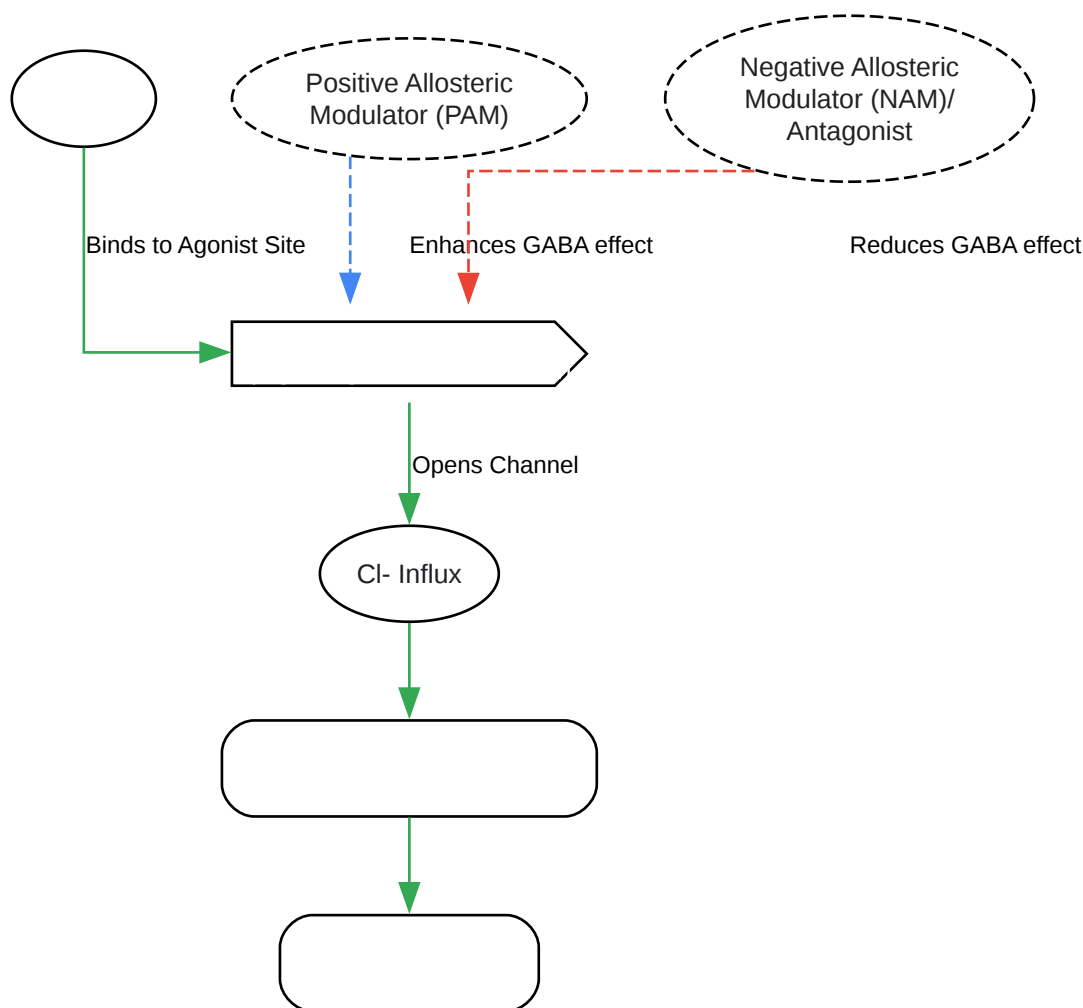 Positive Allosteric
Modulator (PAM)
Negative Allosteric
Modulator (NAM)/
Antagonist
Binds to Agonist Site
Enhances GABA effect
Reduces GABA effect
Opens Channel
Cl- Influx